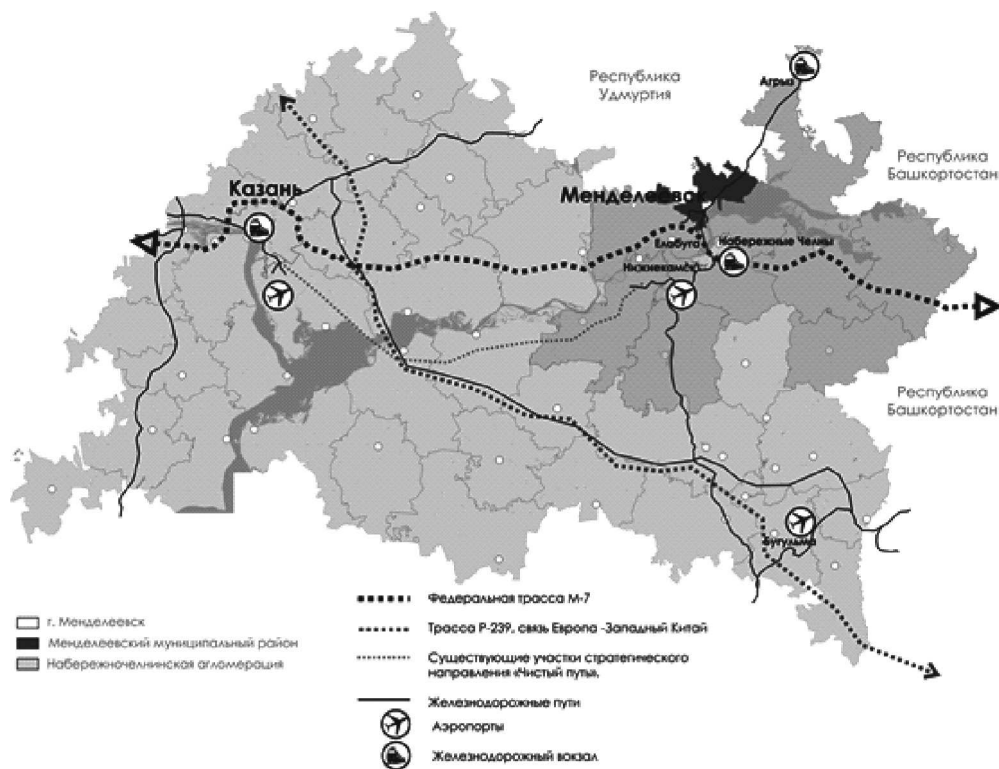 Республика
Удмуртия
Агрыз
Республика
Башкортостан
Казань
Менделеевск
Елабуга
Набережные Челны
Нижнекамск
Республика
Башкортостан
Бугульма
г. Менделеевск
Менделеевский муниципальный район
Набережночелнинская агломерация
Федеральная трасса М-7
Трасса Р-239, связь Европа -Западный Китай
Существующие участки стратегического
направления «Чистый путь».
Железнодорожные пути
Аэропорты
Железнодорожный вокзал